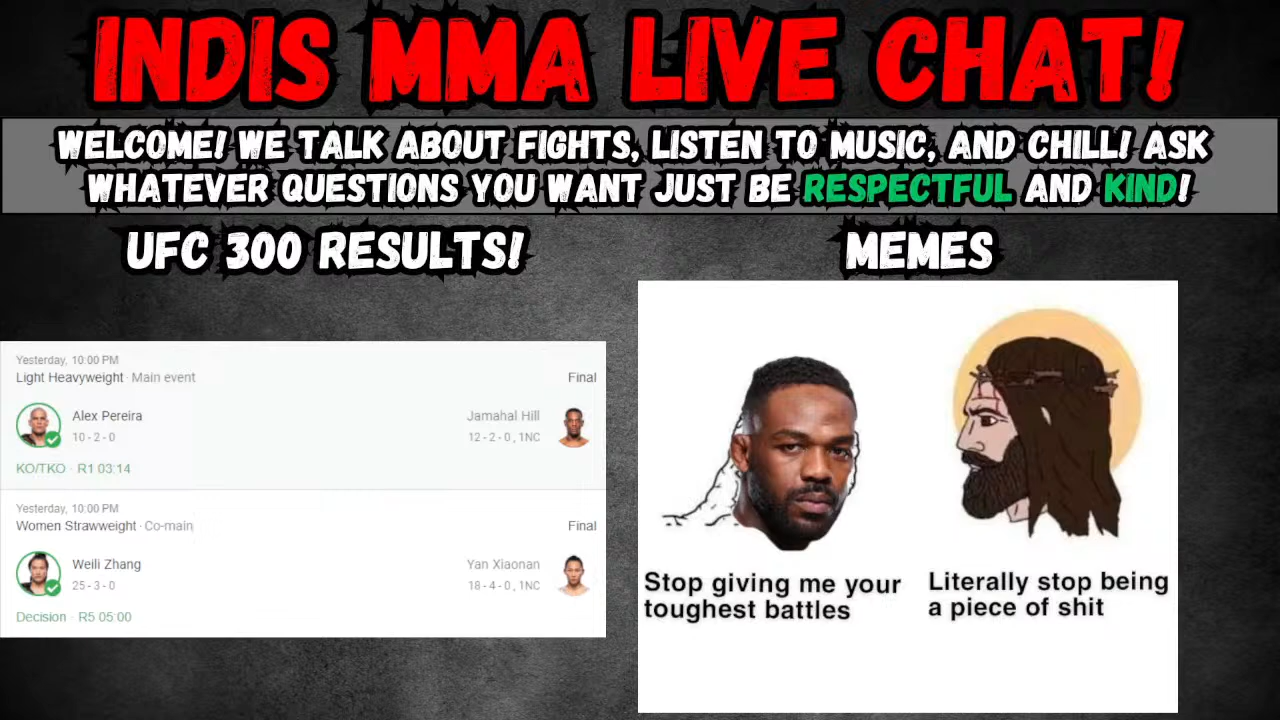 INDIS MMA LIVE CHAT!
WELCOME! WE TALK ABOUT FIGHTS, LISTEN TO MUSIC, AND CHILL! ASK
WHATEVER QUESTIONS YOU WANT JUST BE RESPECTFUL AND KIND!
UFC 300 RESULTS!
Yesterday, 10:00 PM
Light Heavyweight · Main event
Final
Alex Pereira
10 - 2 - 0
Jamahal Hill
12 - 2 - 0 , 1NC
KO/TKO · R1 03:14
Yesterday, 10:00 PM
Women Strawweight · Co-main
Final
Weili Zhang
25 - 3 - 0
Yan Xiaonan
18 - 4 - 0 , 1NC
Decision · R5 05:00
MEMES
Stop giving me your
toughest battles
Literally stop being
a piece of shit